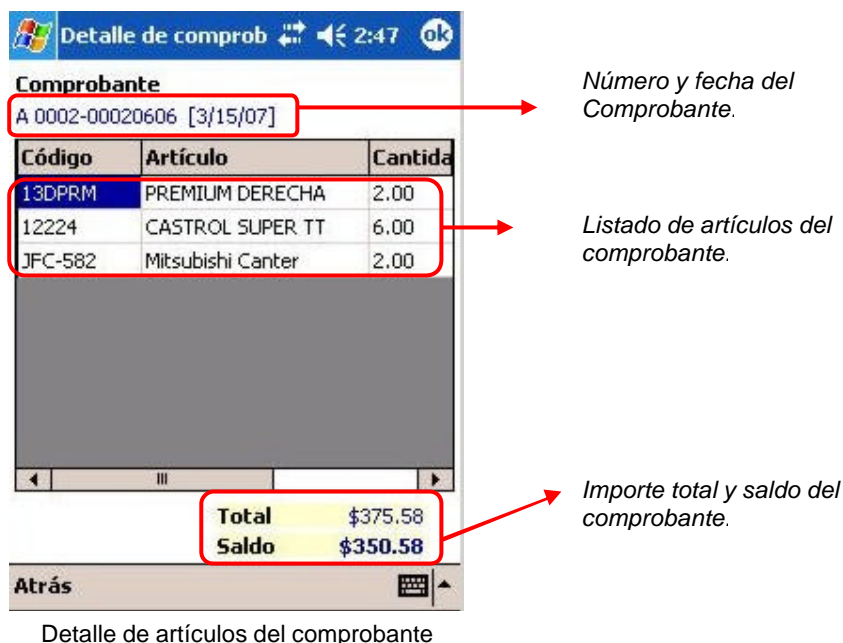 Detalle de comprob 2:47 ok
Comprobante
A 0002-00020606 [3/15/07]
Número y fecha del
Comprobante.
Código Artículo Cantida
13DPRM PREMIUM DERECHA 2.00
12224 CASTROL SUPER TT 6.00
JFC-582 Mitsubishi Canter 2.00
Listado de artículos del
comprobante.
Total $375.58
Saldo $350.58
Importe total y saldo del
comprobante.
Atrás
Detalle de artículos del comprobante